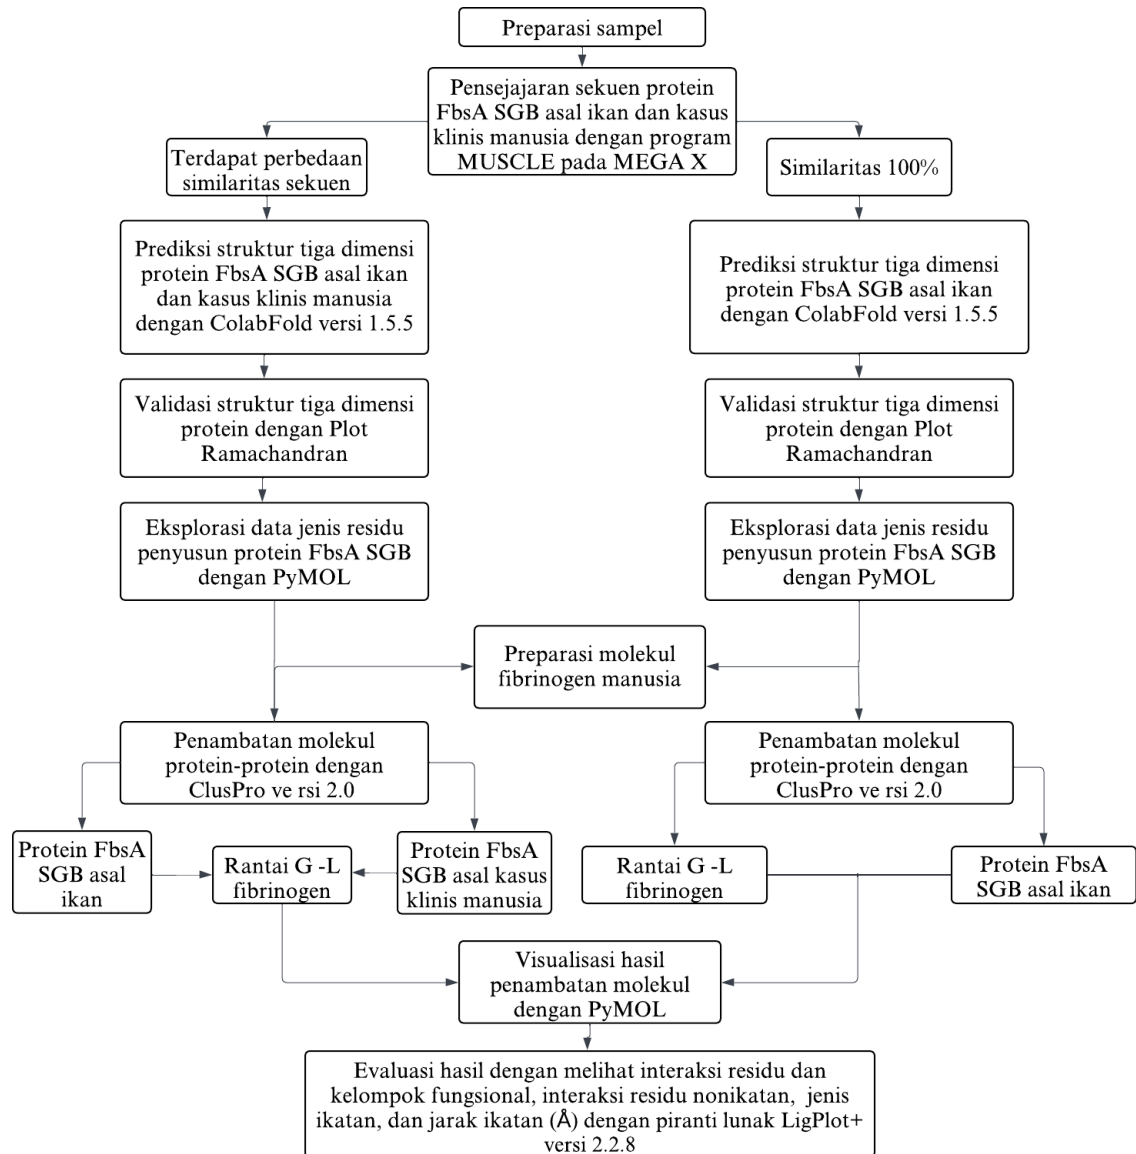 Preparasi sampel
Pensejajaran sekuen protein
FbsA SGB asal ikan dan kasus
klinis manusia dengan program
MUSCLE pada MEGA X
Terdapat perbedaan
similaritas sekuen
Similaritas 100%
Prediksi struktur tiga dimensi
protein FbsA SGB asal ikan
dan kasus klinis manusia
dengan ColabFold versi 1.5.5
Prediksi struktur tiga dimensi
protein FbsA SGB asal ikan
dengan ColabFold versi 1.5.5
Validasi struktur tiga dimensi
protein dengan Plot
Ramachandran
Validasi struktur tiga dimensi
protein dengan Plot
Ramachandran
Eksplorasi data jenis residu
penyusun protein FbsA SGB
dengan PyMOL
Eksplorasi data jenis residu
penyusun protein FbsA SGB
dengan PyMOL
Preparasi molekul
fibrinogen manusia
Penambatan molekul
protein-protein dengan
ClusPro ve rsi 2.0
Penambatan molekul
protein-protein dengan
ClusPro ve rsi 2.0
Protein FbsA
SGB asal
ikan
Rantai G -L
fibrinogen
Protein FbsA
SGB asal kasus
klinis manusia
Rantai G -L
fibrinogen
Protein FbsA
SGB asal ikan
Visualisasi hasil
penambatan molekul
dengan PyMOL
Evaluasi hasil dengan melihat interaksi residu dan
kelompok fungsional, interaksi residu nonikatan, jenis
ikatan, dan jarak ikatan (Å) dengan piranti lunak LigPlot+
versi 2.2.8